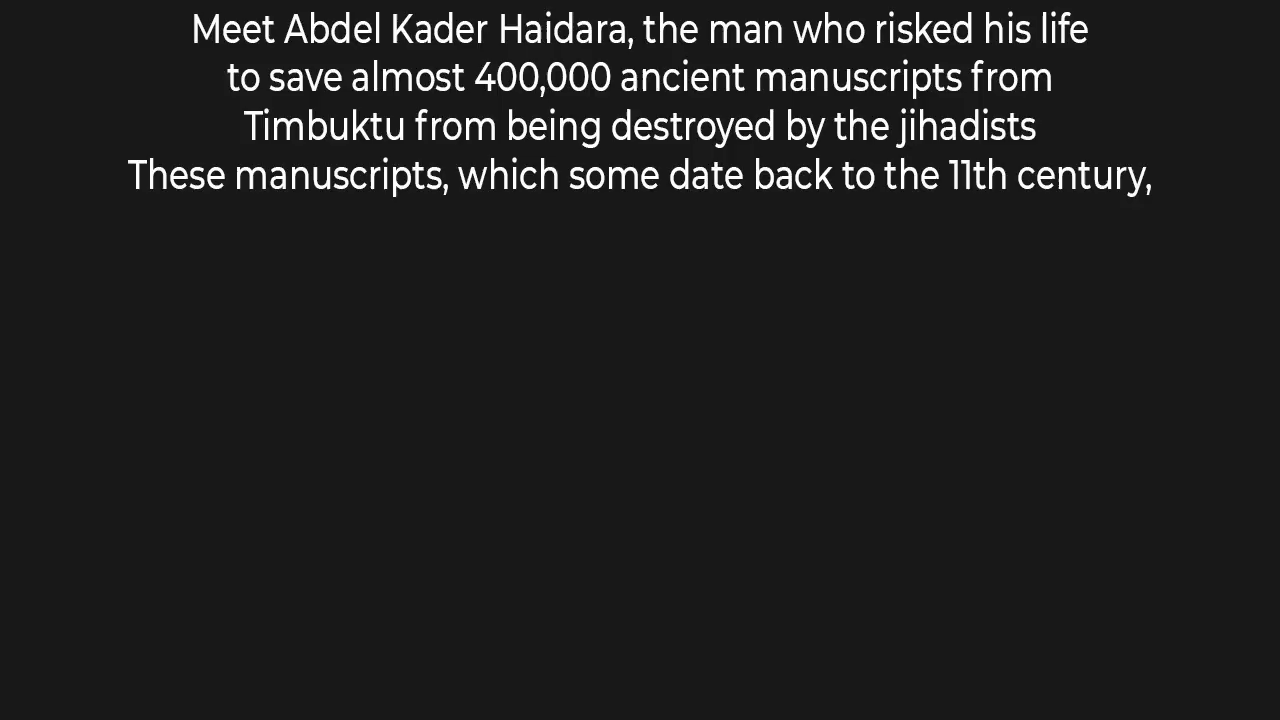 Meet Abdel Kader Haidara, the man who risked his life
to save almost 400,000 ancient manuscripts from
Timbuktu from being destroyed by the jihadists
These manuscripts, which some date back to the 11th century,